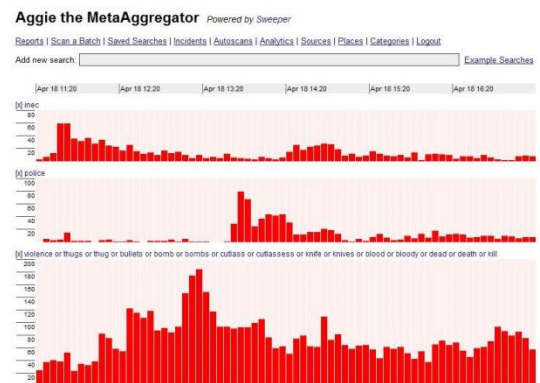 Aggie the MetaAggregator Powered by Sweeper
Reports | Scan a Batch | Saved Searches | Incidents | Autoscans | Analytics | Sources | Places | Categories | Logout
Add new search: Example Searches
Apr 18 11:20 Apr 18 12:20 Apr 18 13:20 Apr 18 14:20 Apr 18 15:20 Apr 18 16:20
[x] inec
80
60
40
20
[x] police
100
80
60
40
20
[x] violence or thugs or thug or bullets or bomb or bombs or cutlass or cutlassess or knife or knives or blood or bloody or dead or death or kill
200
180
160
140
120
100
80
60
40
20